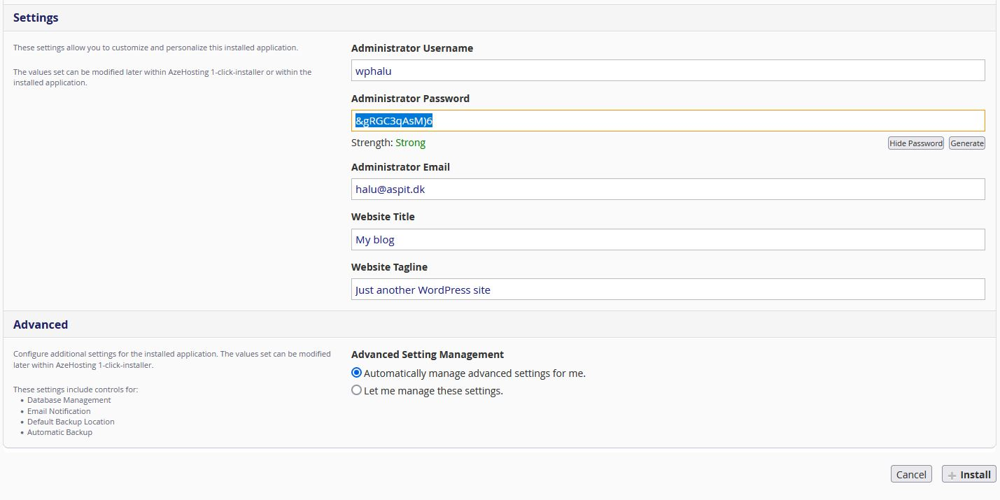 Settings
These settings allow you to customize and personalize this installed application.
The values set can be modified later within AzeHosting 1-click-installer or within the
installed application.
Administrator Username
wphalu
Administrator Password
&gRGC3qAsM)6
Strength: Strong
Hide Password
Generate
Administrator Email
halu@aspit.dk
Website Title
My blog
Website Tagline
Just another WordPress site
Advanced
Configure additional settings for the installed application. The values set can be modified
later within AzeHosting 1-click-installer.
These settings include controls for:
• Database Management
• Email Notification
• Default Backup Location
• Automatic Backup
Advanced Setting Management
Automatically manage advanced settings for me.
Let me manage these settings.
Cancel
+ Install